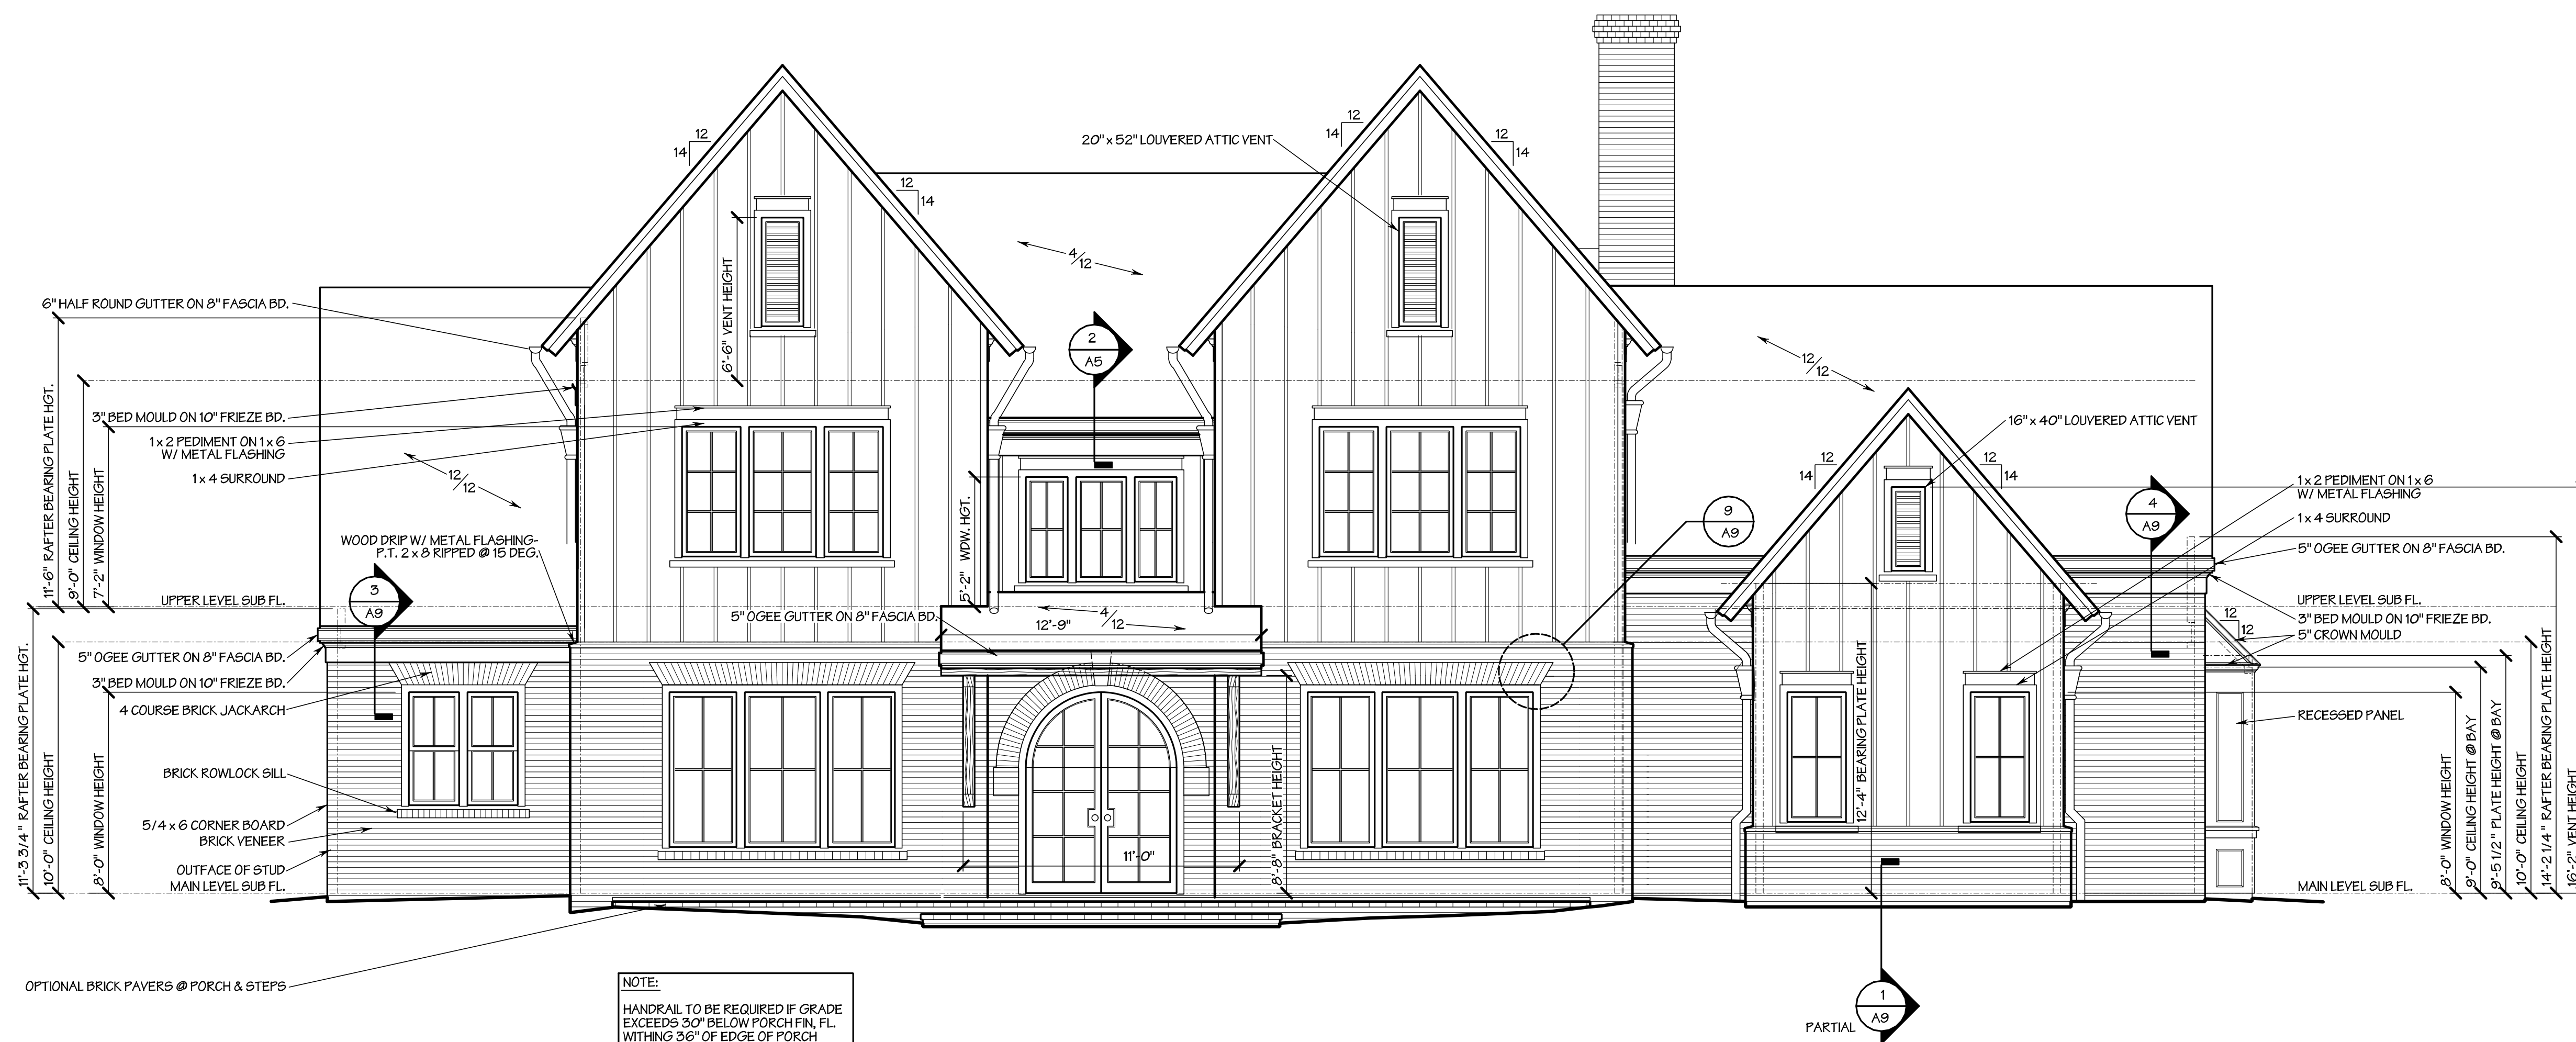 12
14
20" x 52" LOUVERED ATTIC VENT
12
14
12
14
12
14
4/12
6'-6" VENT HEIGHT
6" HALF ROUND GUTTER ON 8" FASCIA BD.
2
A5
12/12
3" BED MOULD ON 10" FRIEZE BD.
1 x 2 PEDIMENT ON 1 x 6
W/ METAL FLASHING
1 x 4 SURROUND
12/12
11'-6" RAFTER BEARING PLATE HGT.
9'-0" CEILING HEIGHT
7'-2" WINDOW HEIGHT
WOOD DRIP W/ METAL FLASHING-
P.T. 2 x 8 RIPPED @ 15 DEG.
3
A9
UPPER LEVEL SUB FL.
5'-2" WDW. HGT.
5" OGEE GUTTER ON 8" FASCIA BD.
4/12
12'-9"
9
A9
16" x 40" LOUVERED ATTIC VENT
12
14
12
14
4
A9
1 x 2 PEDIMENT ON 1 x 6
W/ METAL FLASHING
1 x 4 SURROUND
5" OGEE GUTTER ON 8" FASCIA BD.
UPPER LEVEL SUB FL.
3" BED MOULD ON 10" FRIEZE BD.
5" CROWN MOULD
12
12
5" OGEE GUTTER ON 8" FASCIA BD.
3" BED MOULD ON 10" FRIEZE BD.
4 COURSE BRICK JACKARCH
BRICK ROWLOCK SILL
5/4 x 6 CORNER BOARD
BRICK VENEER
OUTFACE OF STUD
MAIN LEVEL SUB FL.
11'-3 3/4" RAFTER BEARING PLATE HGT.
10'-0" CEILING HEIGHT
8'-0" WINDOW HEIGHT
11'-0"
8'-8" BRACKET HEIGHT
12'-4" BEARING PLATE HEIGHT
RECESSED PANEL
MAIN LEVEL SUB FL.
8'-0" WINDOW HEIGHT
9'-0" CEILING HEIGHT @ BAY
9'-5 1/2" PLATE HEIGHT @ BAY
10'-0" CEILING HEIGHT
14'-2 1/4" RAFTER BEARING PLATE HEIGHT
16'-2" VENT HEIGHT
OPTIONAL BRICK PAVERS @ PORCH & STEPS
NOTE:
HANDRAIL TO BE REQUIRED IF GRADE
EXCEEDS 30" BELOW PORCH FIN, FL.
WITHING 36" OF EDGE OF PORCH
PARTIAL
1
A9